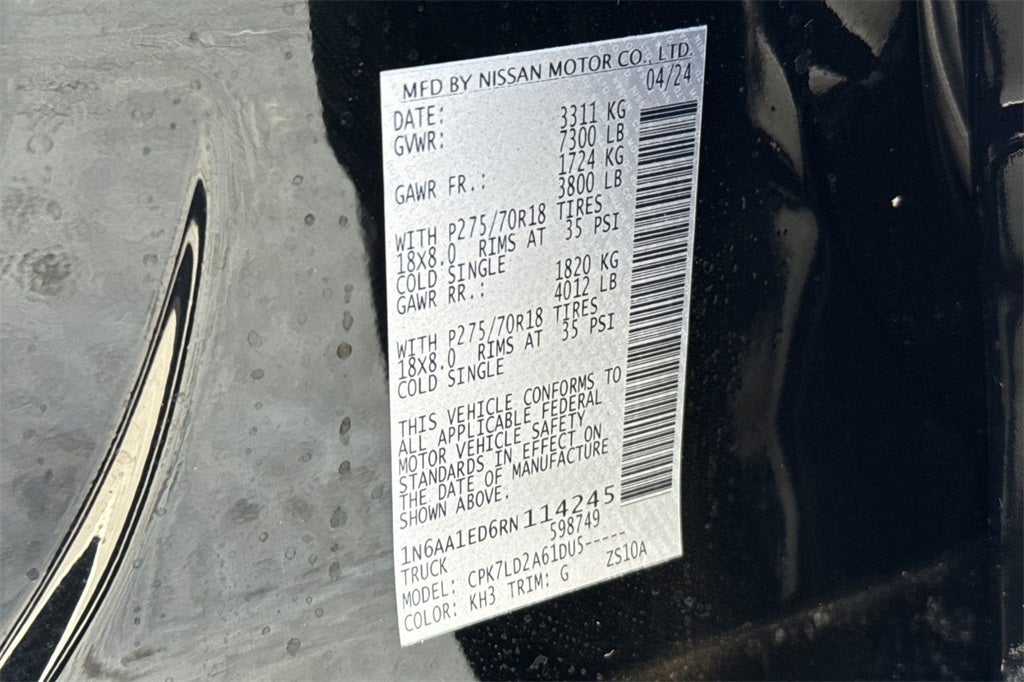 MFD BY NISSAN MOTOR CO., LTD.
DATE: 04/24
GVWR: 3311 KG
7300 LB
GAWR FR.: 1724 KG
3800 LB
WITH P275/70R18 TIRES
18X8.0 RIMS AT 35 PSI
COLD SINGLE
GAWR RR.: 1820 KG
4012 LB
WITH P275/70R18 TIRES
18X8.0 RIMS AT 35 PSI
COLD SINGLE
THIS VEHICLE CONFORMS TO
ALL APPLICABLE FEDERAL
MOTOR VEHICLE SAFETY
STANDARDS IN EFFECT ON
THE DATE OF MANUFACTURE
SHOWN ABOVE.
1N6AA1ED6RN114245
TRUCK 598749
MODEL: CPK7LD2A61DU5-----
COLOR: KH3 TRIM: G ZS10A